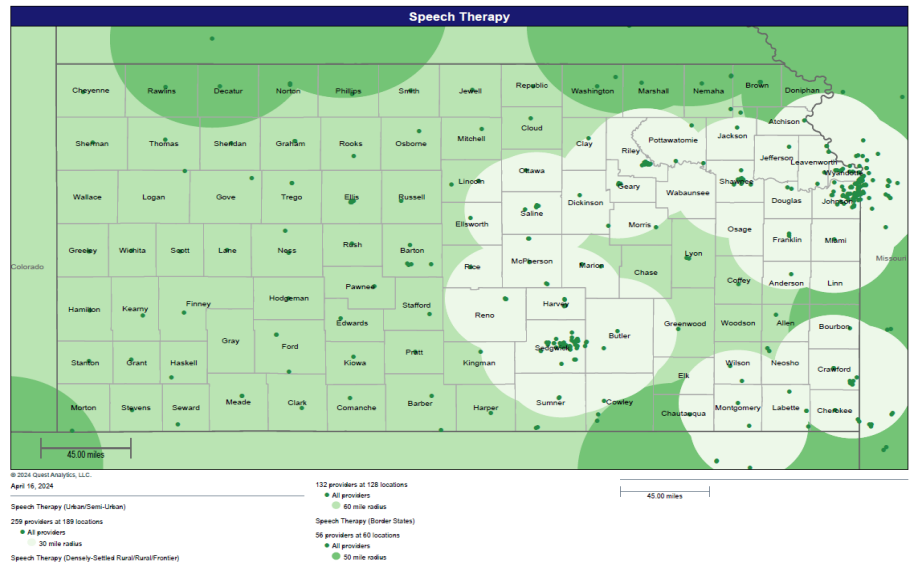 Speech Therapy
Cheyenne Rawlins Decatur Norton Phillips Smith Jewell Republic Washington Marshall Nemaha Brown Doniphan
Sherman Thomas Sheridan Graham Rooks Osborne Mitchell Cloud Clay Riley Pottawatomie Jackson Atchison
Jefferson Leavenworth Wyandotte
Wallace Logan Gove Trego Ellis Russell Lincoln Ottawa Saline Dickinson Geary Wabaunsee Shawnee Douglas Johnson
Ellsworth Morris Osage Franklin Miami
Greeley Wichita Scott Lane Ness Rush Barton Rice McPherson Marion Chase Lyon Coffey Anderson Linn
Colorado
Missouri
Hamilton Kearny Finney Hodgeman Pawnee Stafford Reno Harvey Butler Greenwood Woodson Allen Bourbon
Gray Ford Edwards Sedgwick
Stanton Grant Haskell Kiowa Pratt Kingman Elk Wilson Neosho Crawford
Morton Stevens Seward Meade Clark Comanche Barber Harper Sumner Cowley Chautauqua Montgomery Labette Cherokee
45.00 miles
© 2024 Quest Analytics, LLC.
April 16, 2024
Speech Therapy (Urban/Semi-Urban)
259 providers at 189 locations
All providers
30 mile radius
Speech Therapy (Densely-Settled Rural/Rural/Frontier)
132 providers at 128 locations
All providers
60 mile radius
Speech Therapy (Border States)
56 providers at 60 locations
All providers
50 mile radius
45.00 miles